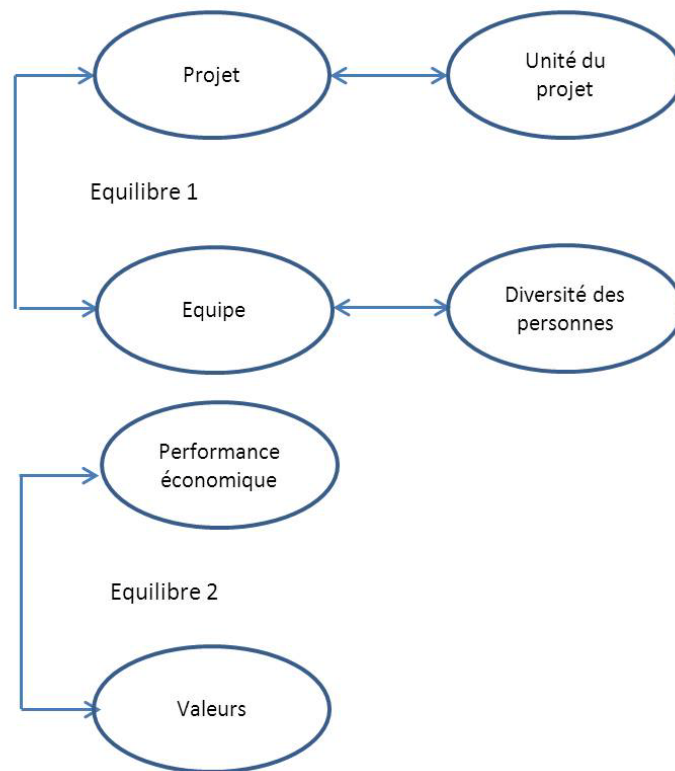 Projet
Unité du
projet
Equilibre 1
Equipe
Diversité des
personnes
Performance
économique
Equilibre 2
Valeurs